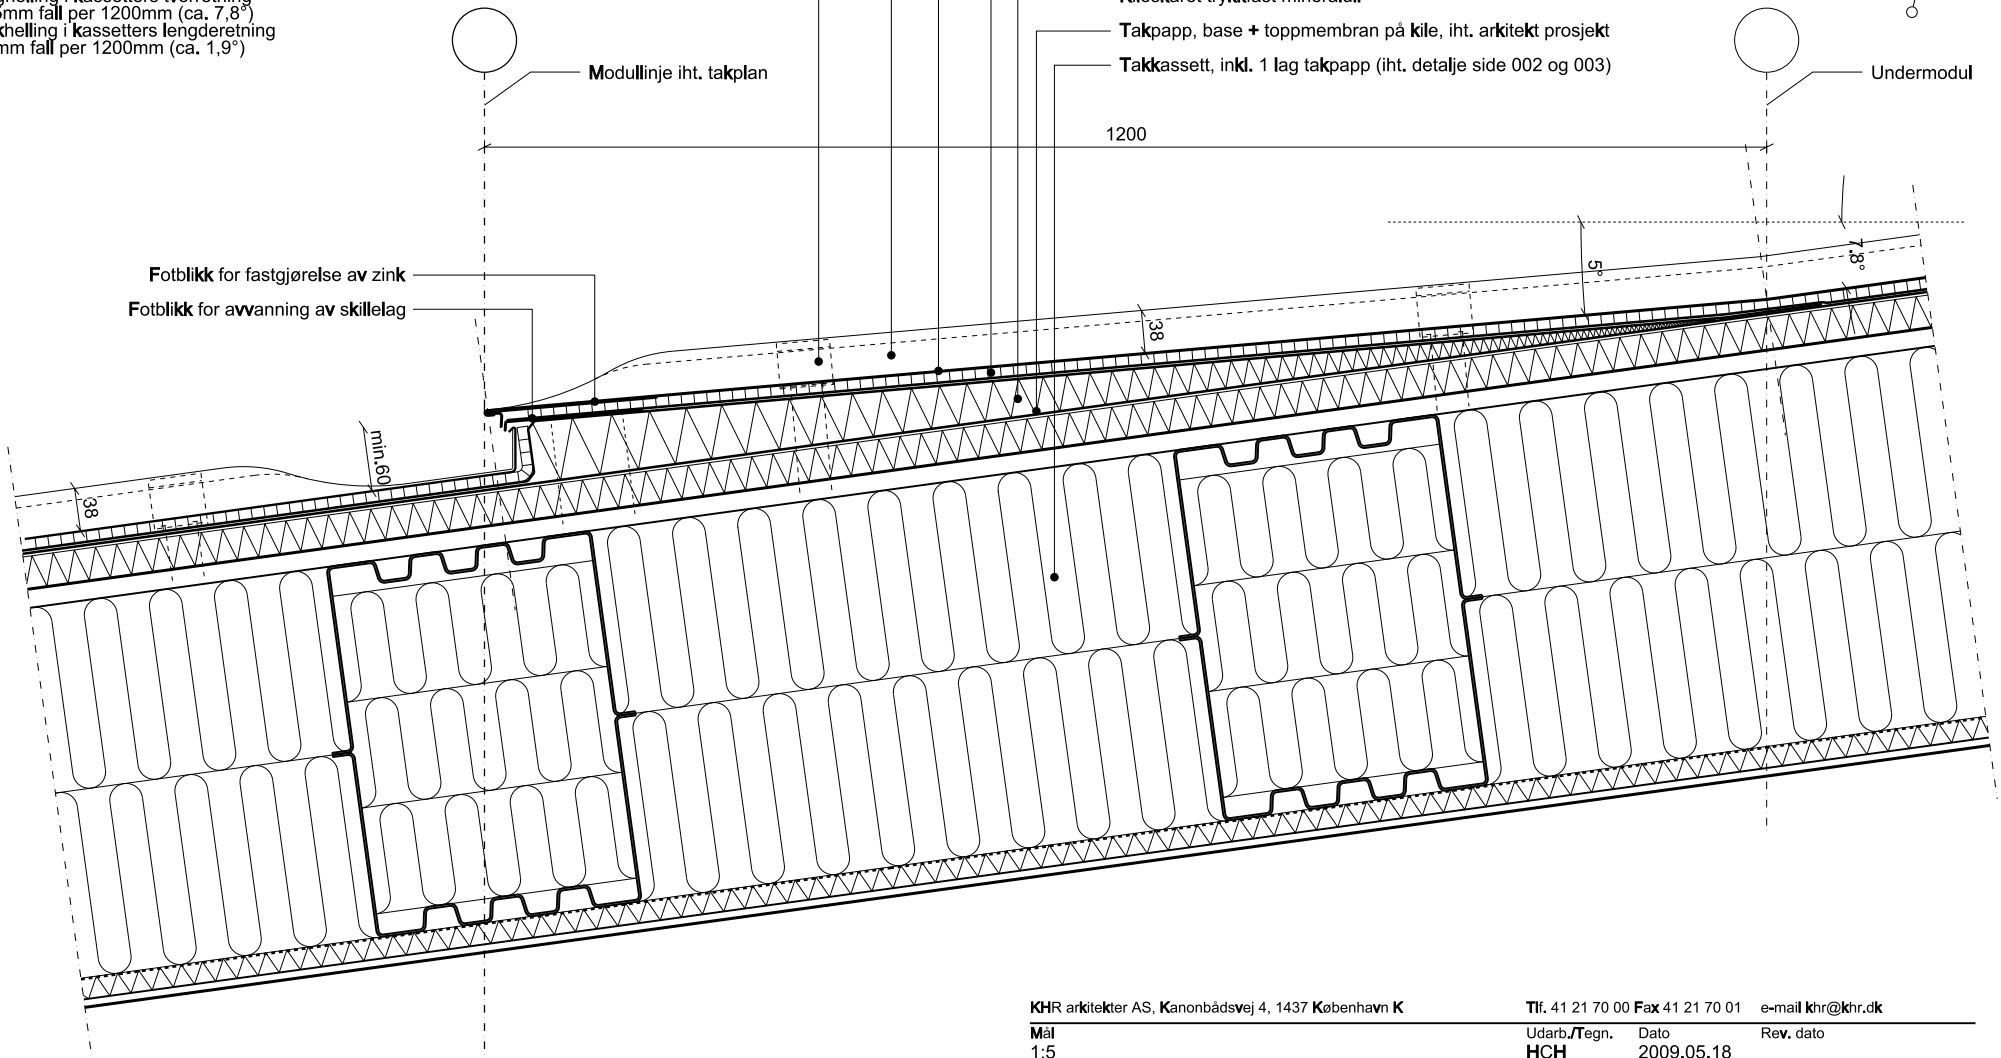 5mm fall per 1200mm (ca. 7,8°)
khelling i kassetters lengderetning
mm fall per 1200mm (ca. 1,9°)
Modullinje iht. takplan
Takpapp, base + toppmembran på kile, iht. arkitekt prosjekt
Takkassett, inkl. 1 lag takpapp (iht. detalje side 002 og 003)
Undermodul
1200
Fotblikk for fastgjørelse av zink
Fotblikk for avvanning av skillelag
5°
7.8°
38
min.60
38
KHR arkitekter AS, Kanonbådsvej 4, 1437 København K
Tlf. 41 21 70 00 Fax 41 21 70 01 e-mail khr@khr.dk
Mål
Udarb./Tegn. Dato Rev. dato
1:5
HCH 2009.05.18